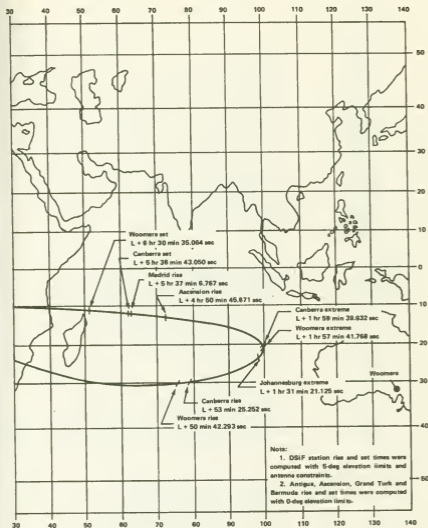 30 40 50 60 70 80 90 100 110 120 130 140
50
40
30
20
10
0
10
20
30
40
50
Woomera set
L + 6 hr 30 min 35.064 sec
Canberra set
L + 5 hr 38 min 43.050 sec
Madrid rise
L + 5 hr 37 min 6.767 sec
Ascension rise
L + 4 hr 50 min 45.671 sec
Canberra extreme
L + 1 hr 59 min 39.632 sec
Woomera extreme
L + 1 hr 57 min 41.768 sec
Johannesburg extreme
L + 1 hr 31 min 21.125 sec
Woomera
Canberra rise
L + 53 min 25.252 sec
Woomera rise
L + 50 min 42.293 sec
Note:
1. DSIF station rise and set times were
computed with 5-deg elevation limits and
antenna constraints.
2. Antigua, Ascension, Grand Turk and
Bermuda rise and set times were computed
with 0-deg elevation limits.
30 40 50 60 70 80 90 100 110 120 130 140